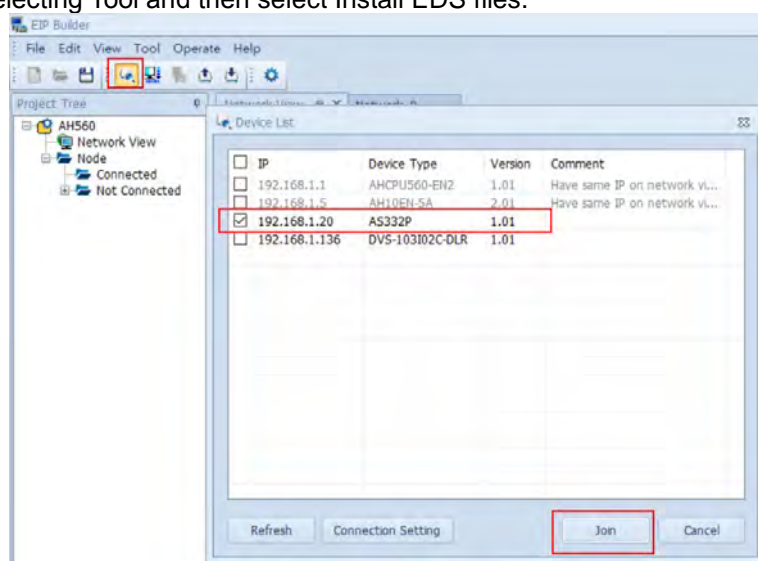 electing Tool and then select Install EDS files.
EIP Builder
File Edit View Tool Operate Help
Project Tree
Network View
Network 0
AH560
Network View
Node
Connected
Not Connected
Device List
IP Device Type Version Comment
192.168.1.1 AHCPU560-EN2 1.01 Have same IP on network vi...
192.168.1.5 AH10EN-5A 2.01 Have same IP on network vi...
192.168.1.20 AS332P 1.01
192.168.1.136 DVS-103I02C-DLR 1.01
Refresh Connection Setting Join Cancel